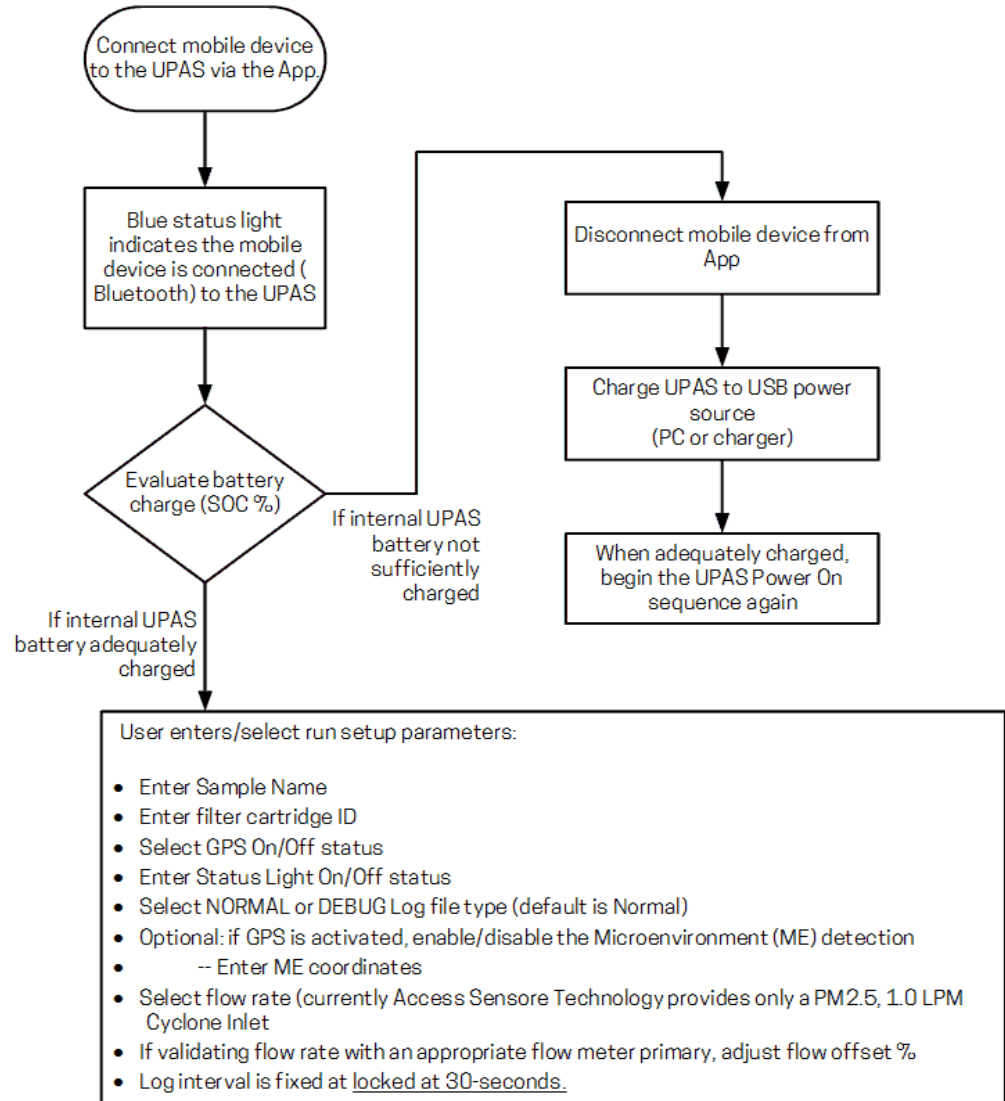 Connect mobile device
to the UPAS via the App.
Blue status light
indicates the mobile
device is connected (
Bluetooth) to the UPAS
Evaluate battery
charge (SOC %)
If internal UPAS
battery not
sufficiently
charged
Disconnect mobile device from
App
Charge UPAS to USB power
source
(PC or charger)
When adequately charged,
begin the UPAS Power On
sequence again
If internal UPAS
battery adequately
charged
User enters/select run setup parameters:
• Enter Sample Name
• Enter filter cartridge ID
• Select GPS On/Off status
• Enter Status Light On/Off status
• Select NORMAL or DEBUG Log file type (default is Normal)
• Optional: if GPS is activated, enable/disable the Microenvironment (ME) detection
• -- Enter ME coordinates
• Select flow rate (currently Access Sensore Technology provides only a PM2.5, 1.0 LPM
Cyclone Inlet
• If validating flow rate with an appropriate flow meter primary, adjust flow offset %
• Log interval is fixed at locked at 30-seconds.